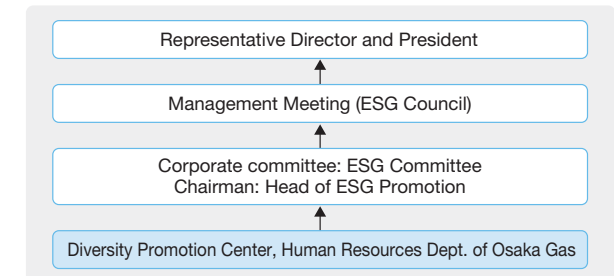 Representative Director and President
Management Meeting (ESG Council)
Corporate committee: ESG Committee
Chairman: Head of ESG Promotion
Diversity Promotion Center, Human Resources Dept. of Osaka Gas